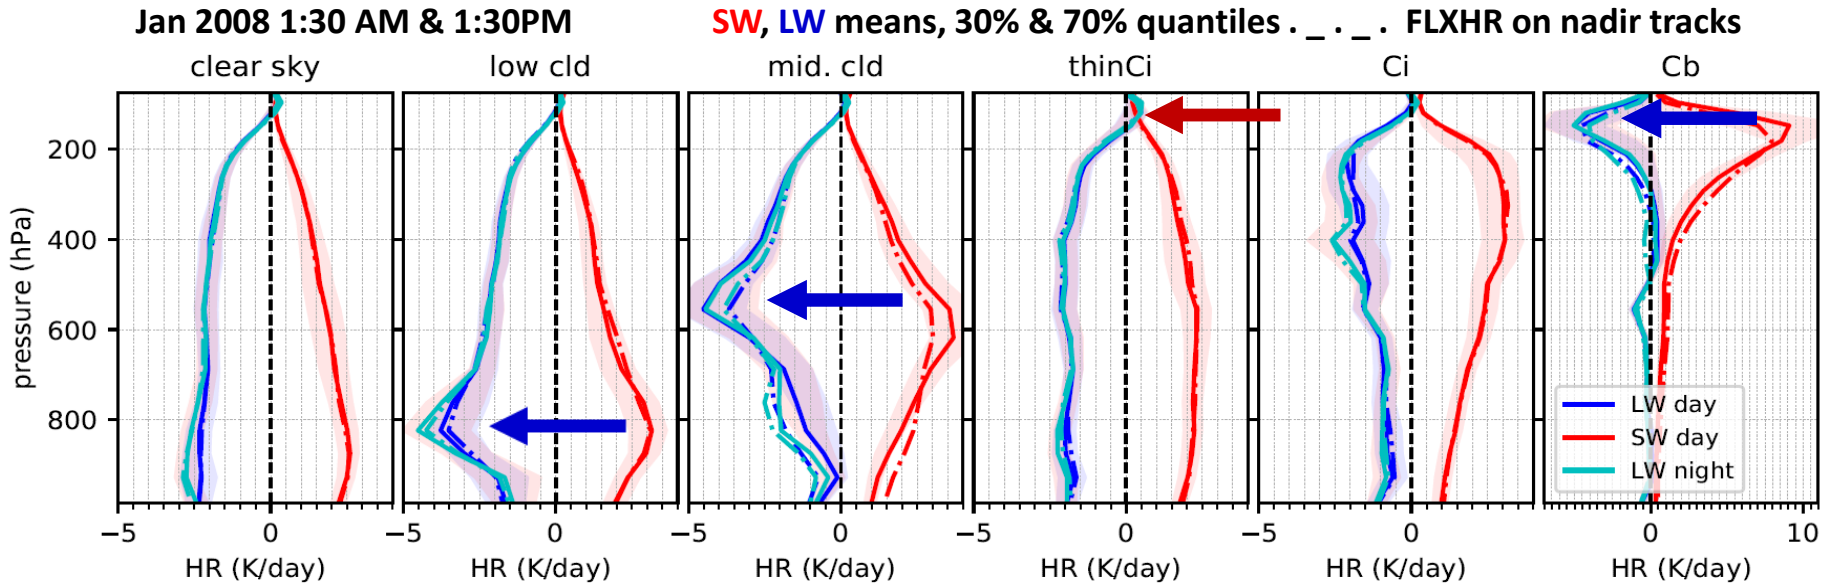 Jan 2008 1:30 AM & 1:30PM
SW, LW means, 30% & 70% quantiles . _ . _ . FLXHR on nadir tracks
clear sky
low cld
mid. cld
thinCi
Ci
Cb
pressure (hPa)
200
400
600
800
LW day
SW day
LW night
−5 0
−5 0
−5 0
−5 0
−5 0
0 10
HR (K/day)
HR (K/day)
HR (K/day)
HR (K/day)
HR (K/day)
HR (K/day)